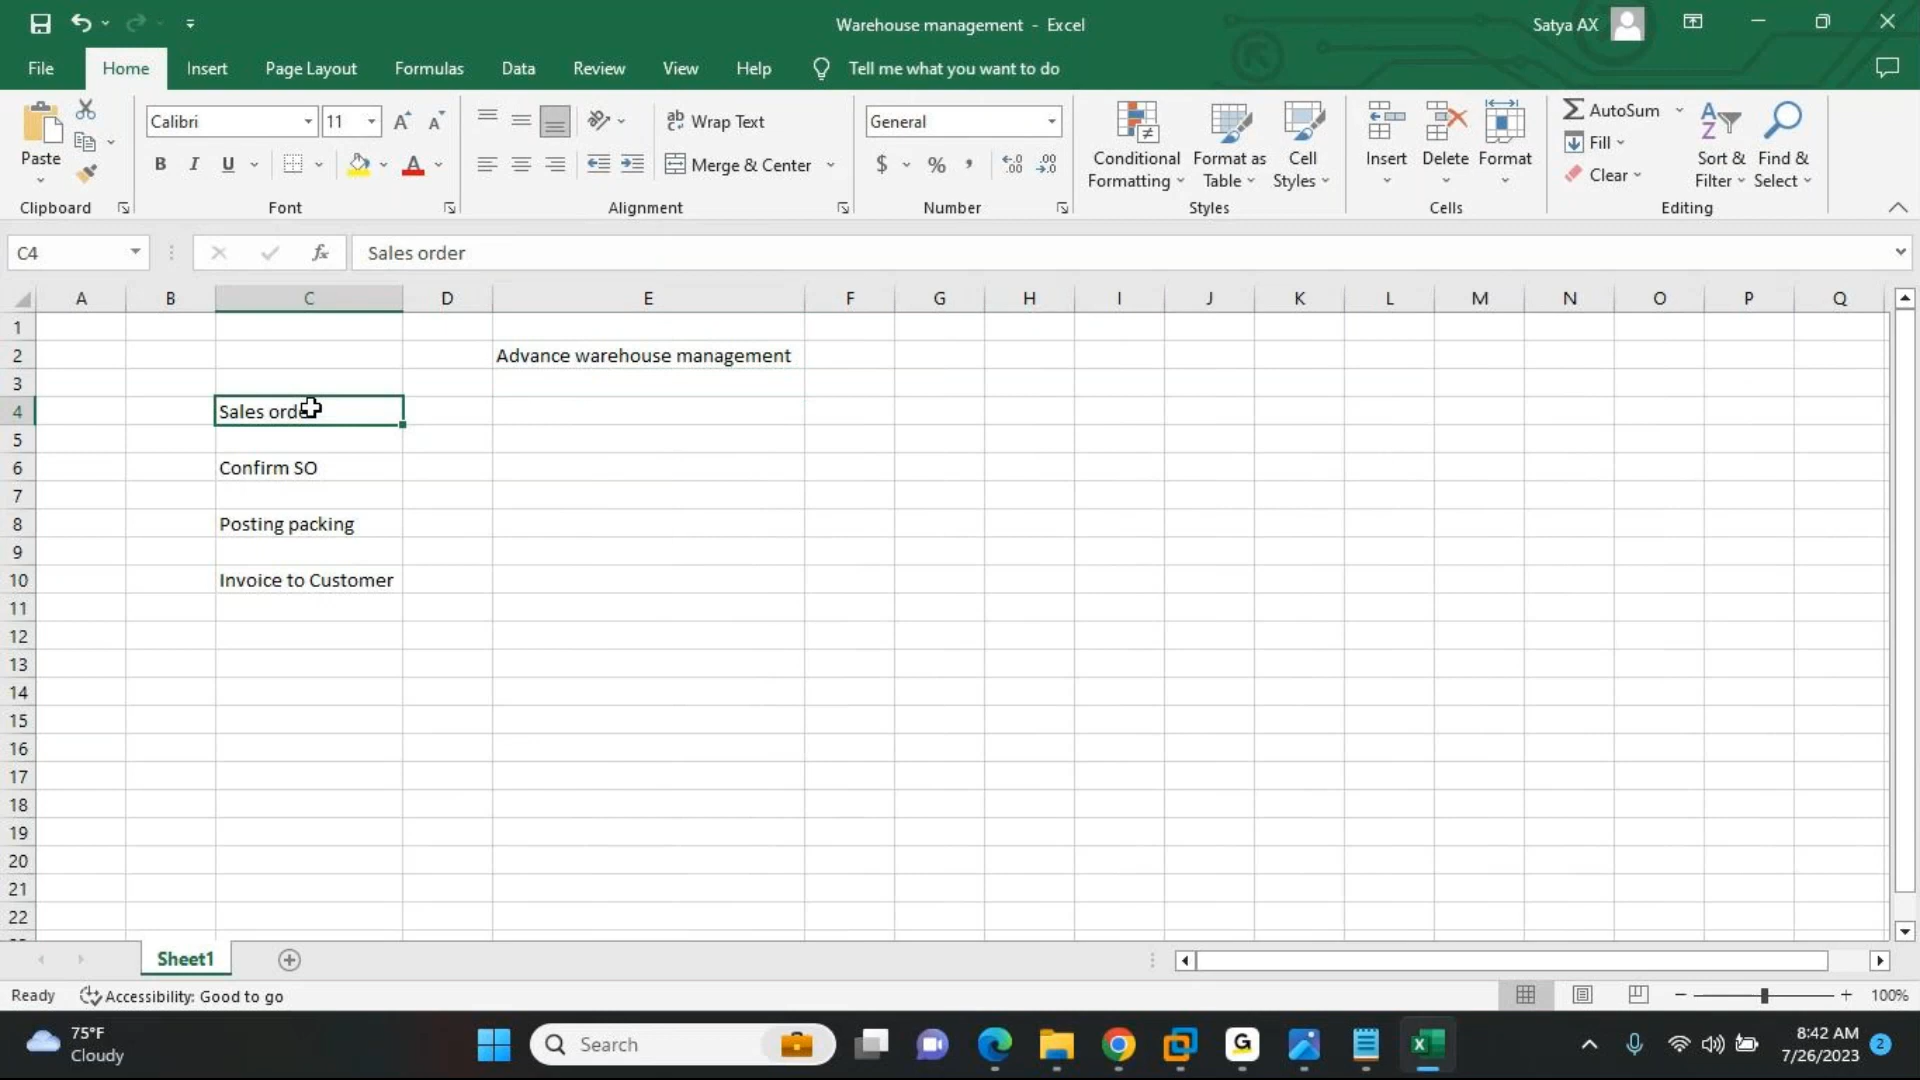 Warehouse management - Excel
Satya AX
File Home Insert Page Layout Formulas Data Review View Help Tell me what you want to do
Paste
Clipboard
Calibri 11
B I U
Font
Wrap Text
Merge & Center
Alignment
General
$ % ,
Number
Conditional Formatting
Format as Table
Cell Styles
Styles
Insert Delete Format
Cells
AutoSum
Fill
Clear
Sort & Filter
Find & Select
Editing
C4 fx Sales order
A B C D E F G H I J K L M N O P Q
1
2 Advance warehouse management
3
4 Sales order
5
6 Confirm SO
7
8 Posting packing
9
10 Invoice to Customer
11
12
13
14
15
16
17
18
19
20
21
22
Sheet1
Ready Accessibility: Good to go 100%
75°F
Cloudy
Search
8:42 AM
7/26/2023
2